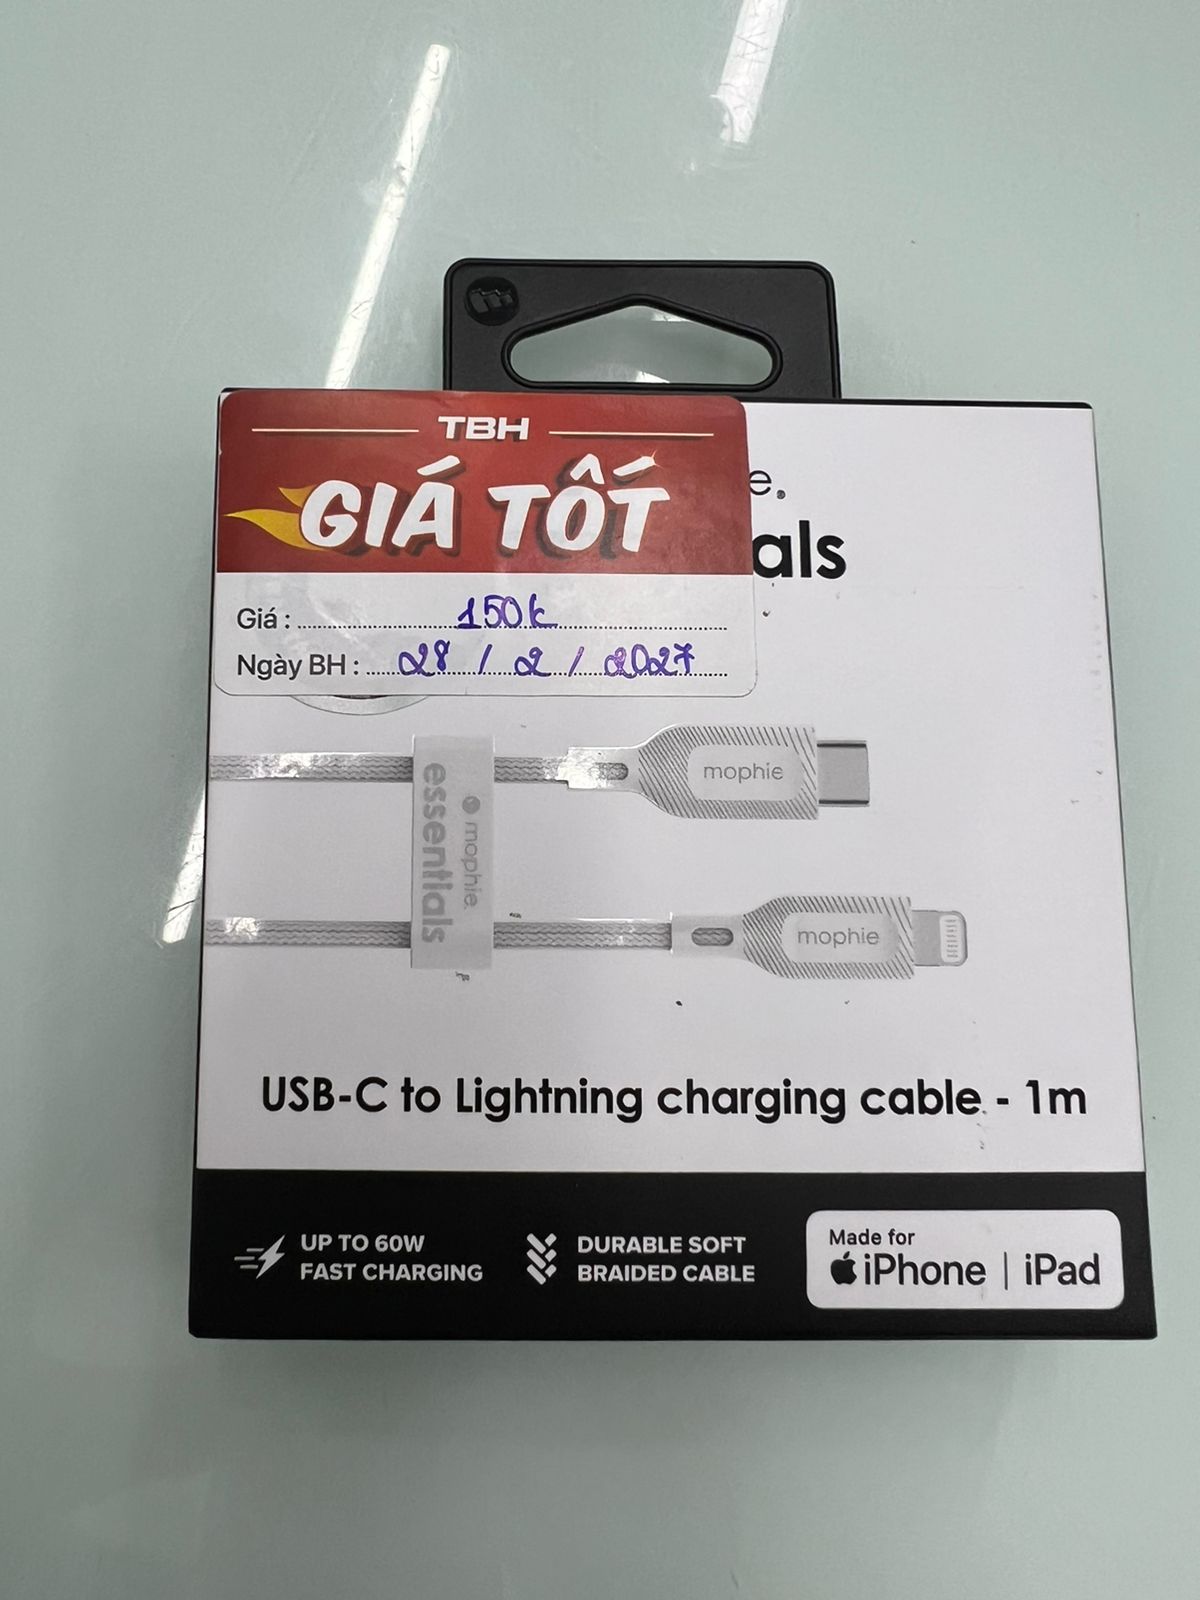 TBH
GIÁ TỐT
e.
als
Giá : 150k
Ngày BH : 28 / 2 / 2027
mophie
mophie.
essentials
mophie
USB-C to Lightning charging cable - 1m
UP TO 60W
FAST CHARGING
DURABLE SOFT
BRAIDED CABLE
Made for
iPhone | iPad